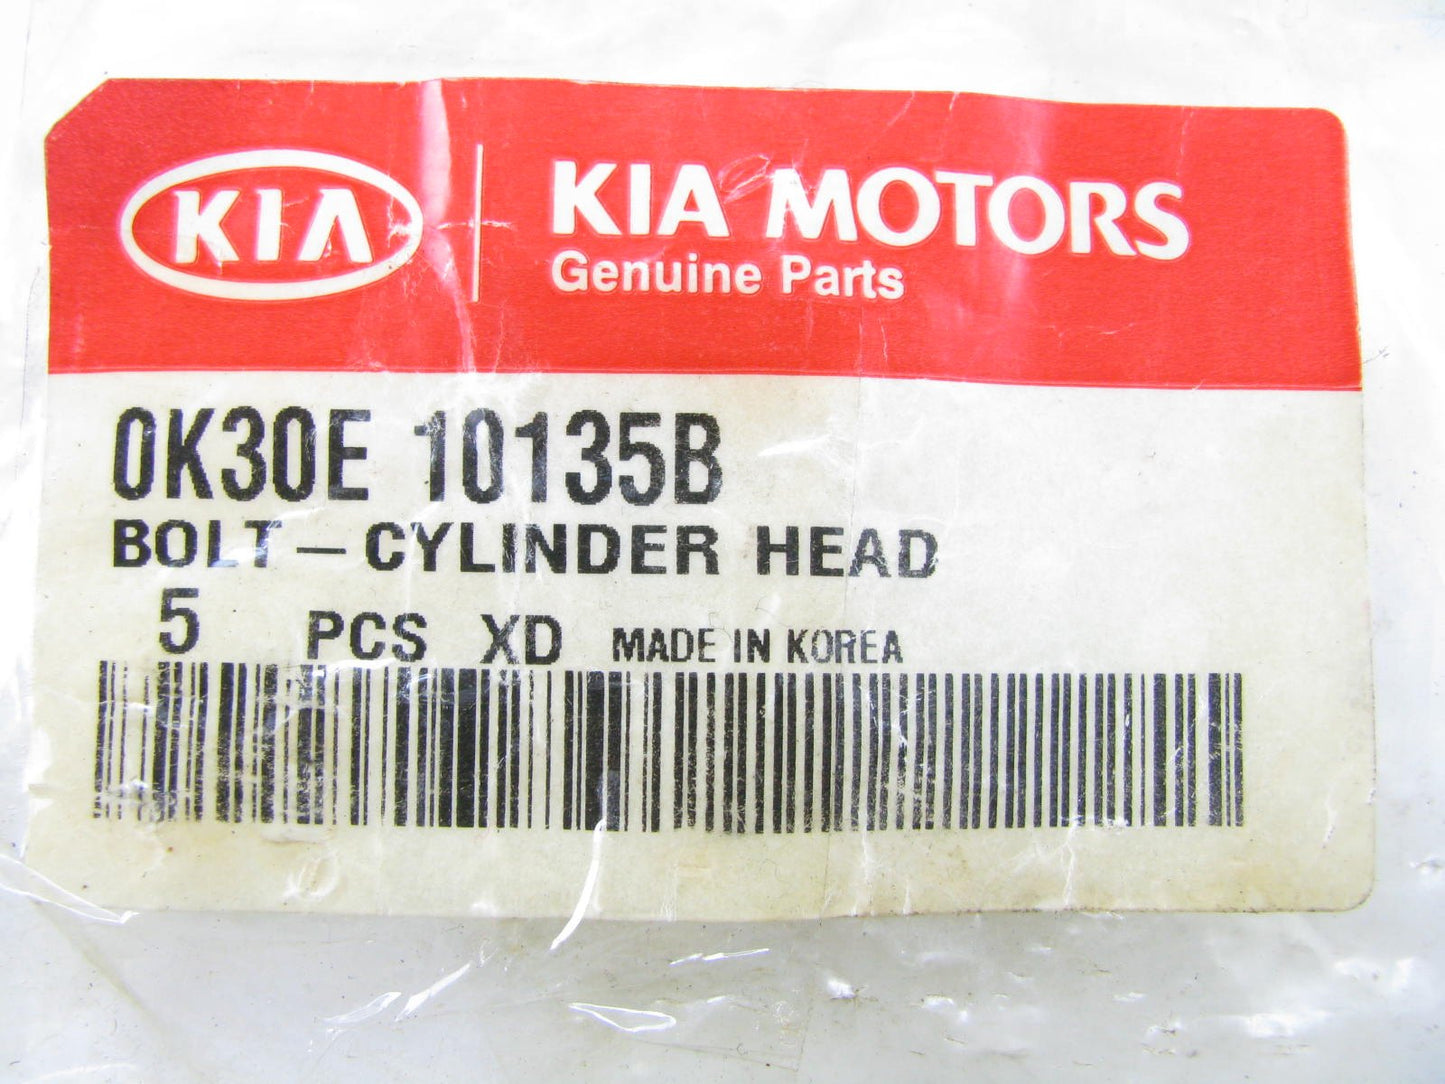 KIA
KIA MOTORS
Genuine Parts
0K30E 10135B
BOLT-CYLINDER HEAD
5 PCS XD MADE IN KOREA